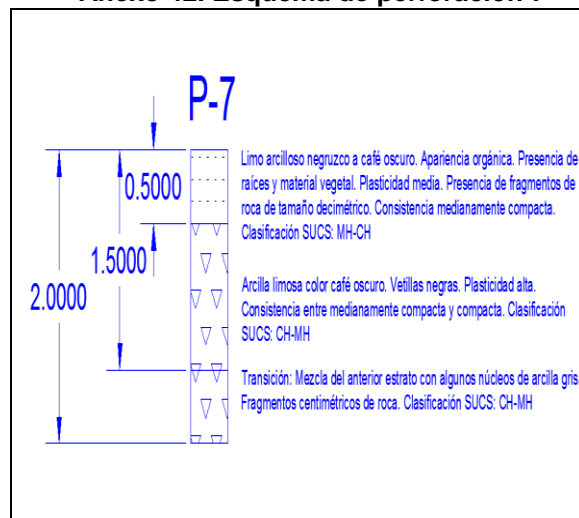 P-7
0.5000
1.5000
2.0000
Limo arcilloso negruzco a café oscuro. Apariencia orgánica. Presencia de
raíces y material vegetal. Plasticidad media. Presencia de fragmentos de
roca de tamaño decimétrico. Consistencia medianamente compacta.
Clasificación SUCS: MH-CH
Arcilla limosa color café oscuro. Vetillas negras. Plasticidad alta.
Consistencia entre medianamente compacta y compacta. Clasificación
SUCS: CH-MH
Transición: Mezcla del anterior estrato con algunos núcleos de arcilla gris
Fragmentos centimétricos de roca. Clasificación SUCS: CH-MH